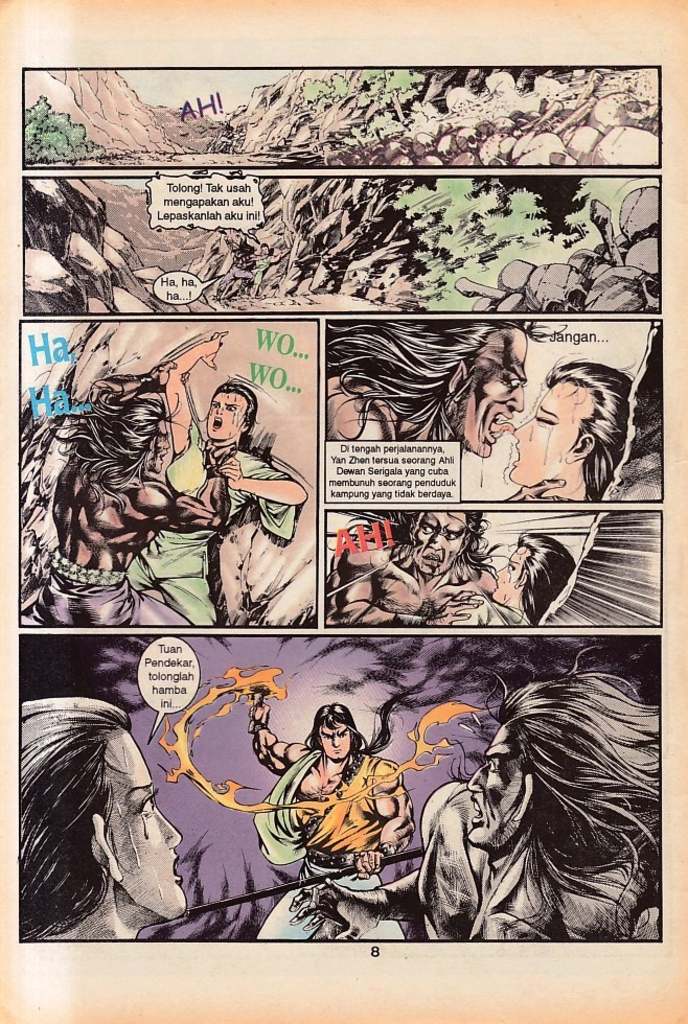 AH!
Tolong! Tak usah
mengapakan aku!
Lepaskanlah aku ini!
Ha, ha,
ha...!
Ha,
Ha...
WO...
WO...
Jangan...
Di tengah perjalanannya,
Yan Zhen tersua seorang Ahli
Dewan Serigala yang cuba
membunuh seorang penduduk
kampung yang tidak berdaya.
AH!
Tuan
Pendekar,
tolonglah
hamba
ini...
8